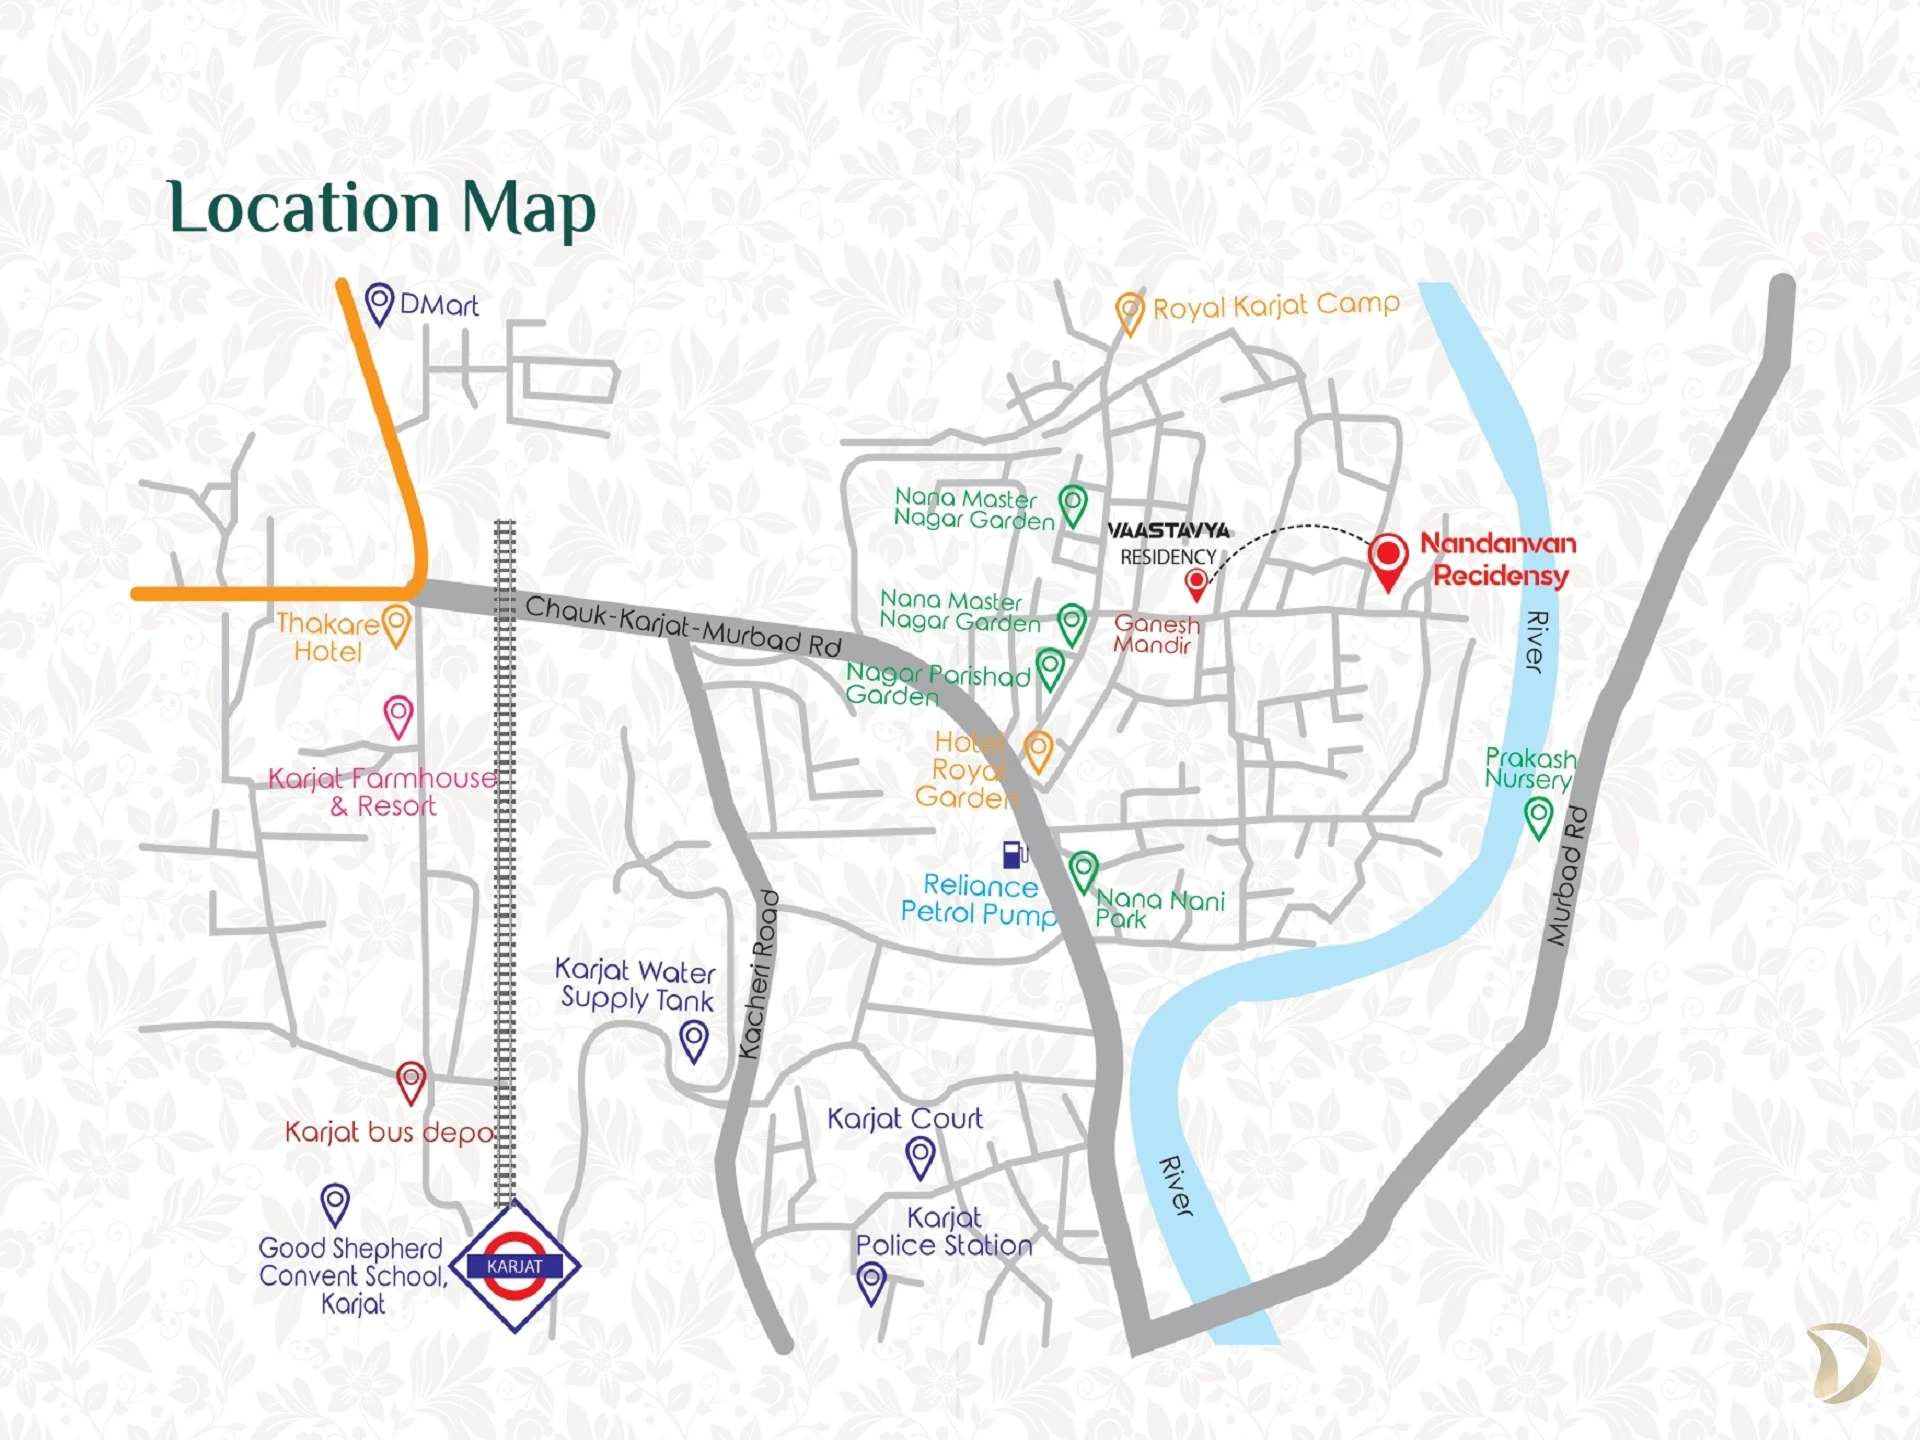 Location Map
DMart
Royal Karjat Camp
Nana Master
Nagar Garden
VAASTAVYA
RESIDENCY
Nandanvan
Recidensy
Thakare
Hotel
Chauk-Karjat-Murbad Rd
Nana Master
Nagar Garden
Ganesh
Mandir
River
Nagar Parishad
Garden
Hotel
Royal
Garden
Karjat Farmhouse
& Resort
Prakash
Nursery
Murbad Rd
Reliance
Petrol Pump
Nana Nani
Park
Kacheri Road
Karjat Water
Supply Tank
Karjat bus depo
Karjat Court
River
Karjat
Police Station
Good Shepherd
Convent School,
Karjat
KARJAT